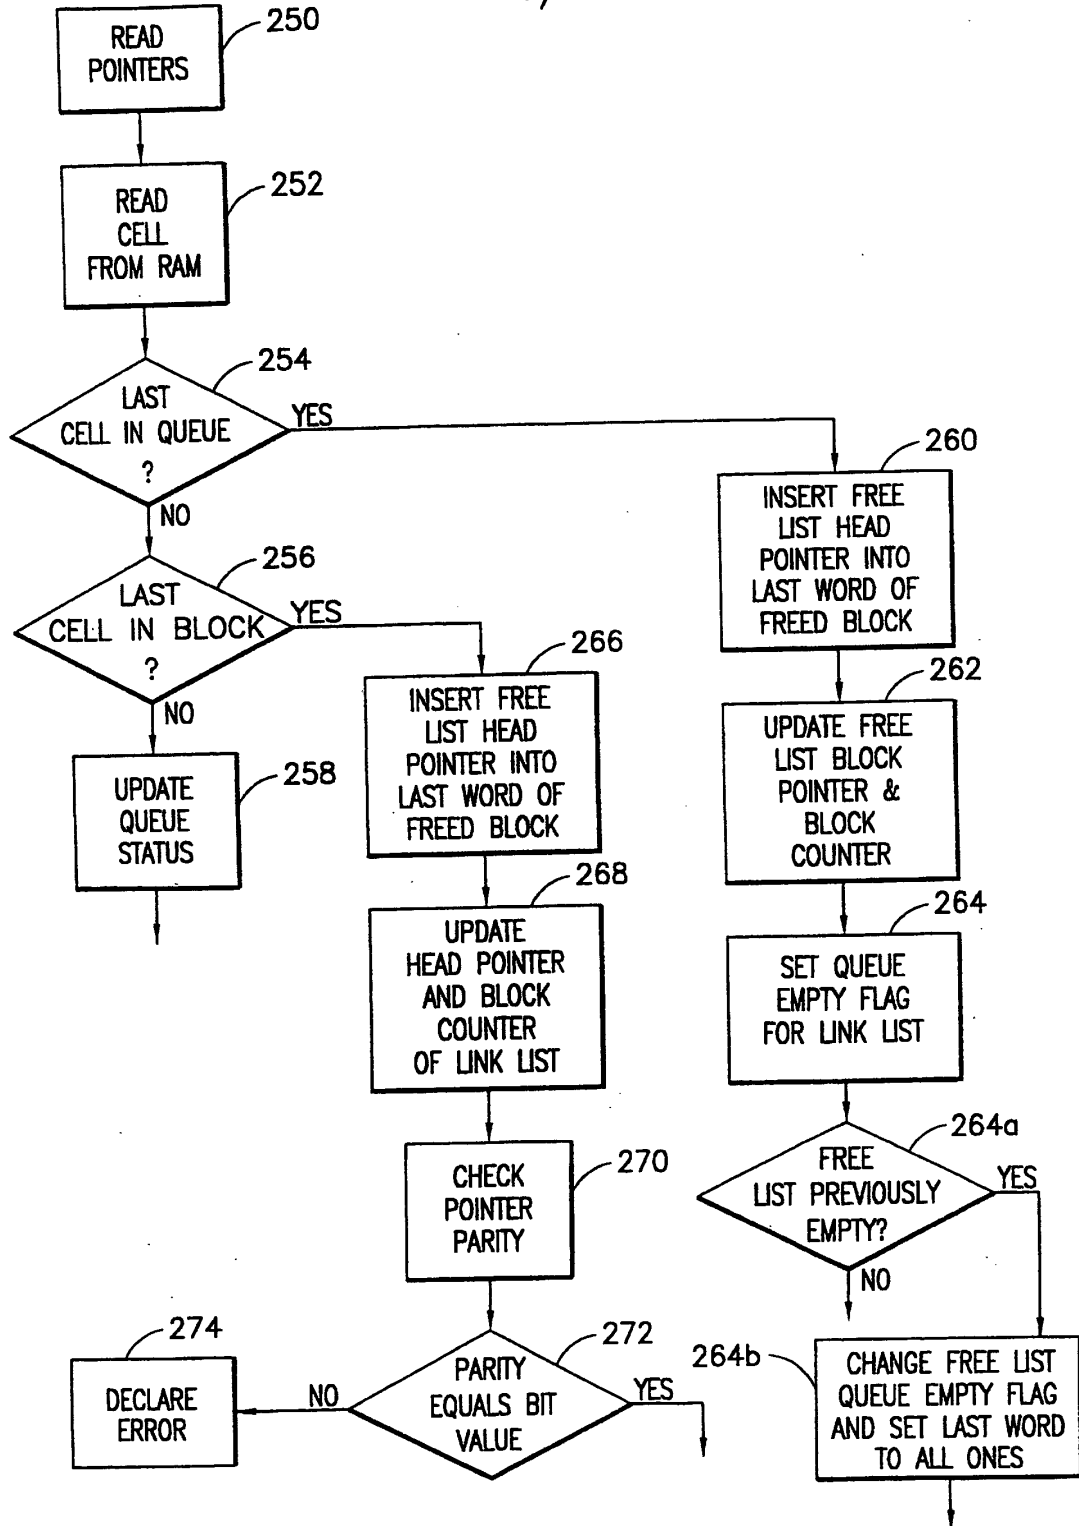 READ
POINTERS
250
READ
CELL
FROM RAM
252
LAST
CELL IN QUEUE
?
254
YES
NO
LAST
CELL IN BLOCK
?
256
YES
NO
UPDATE
QUEUE
STATUS
258
INSERT FREE
LIST HEAD
POINTER INTO
LAST WORD OF
FREED BLOCK
260
UPDATE FREE
LIST BLOCK
POINTER &
BLOCK
COUNTER
262
SET QUEUE
EMPTY FLAG
FOR LINK LIST
264
FREE
LIST PREVIOUSLY
EMPTY?
264a
YES
NO
CHANGE FREE LIST
QUEUE EMPTY FLAG
AND SET LAST WORD
TO ALL ONES
264b
INSERT FREE
LIST HEAD
POINTER INTO
LAST WORD OF
FREED BLOCK
266
UPDATE
HEAD POINTER
AND BLOCK
COUNTER
OF LINK LIST
268
CHECK
POINTER
PARITY
270
PARITY
EQUALS BIT
VALUE
272
YES
NO
DECLARE
ERROR
274